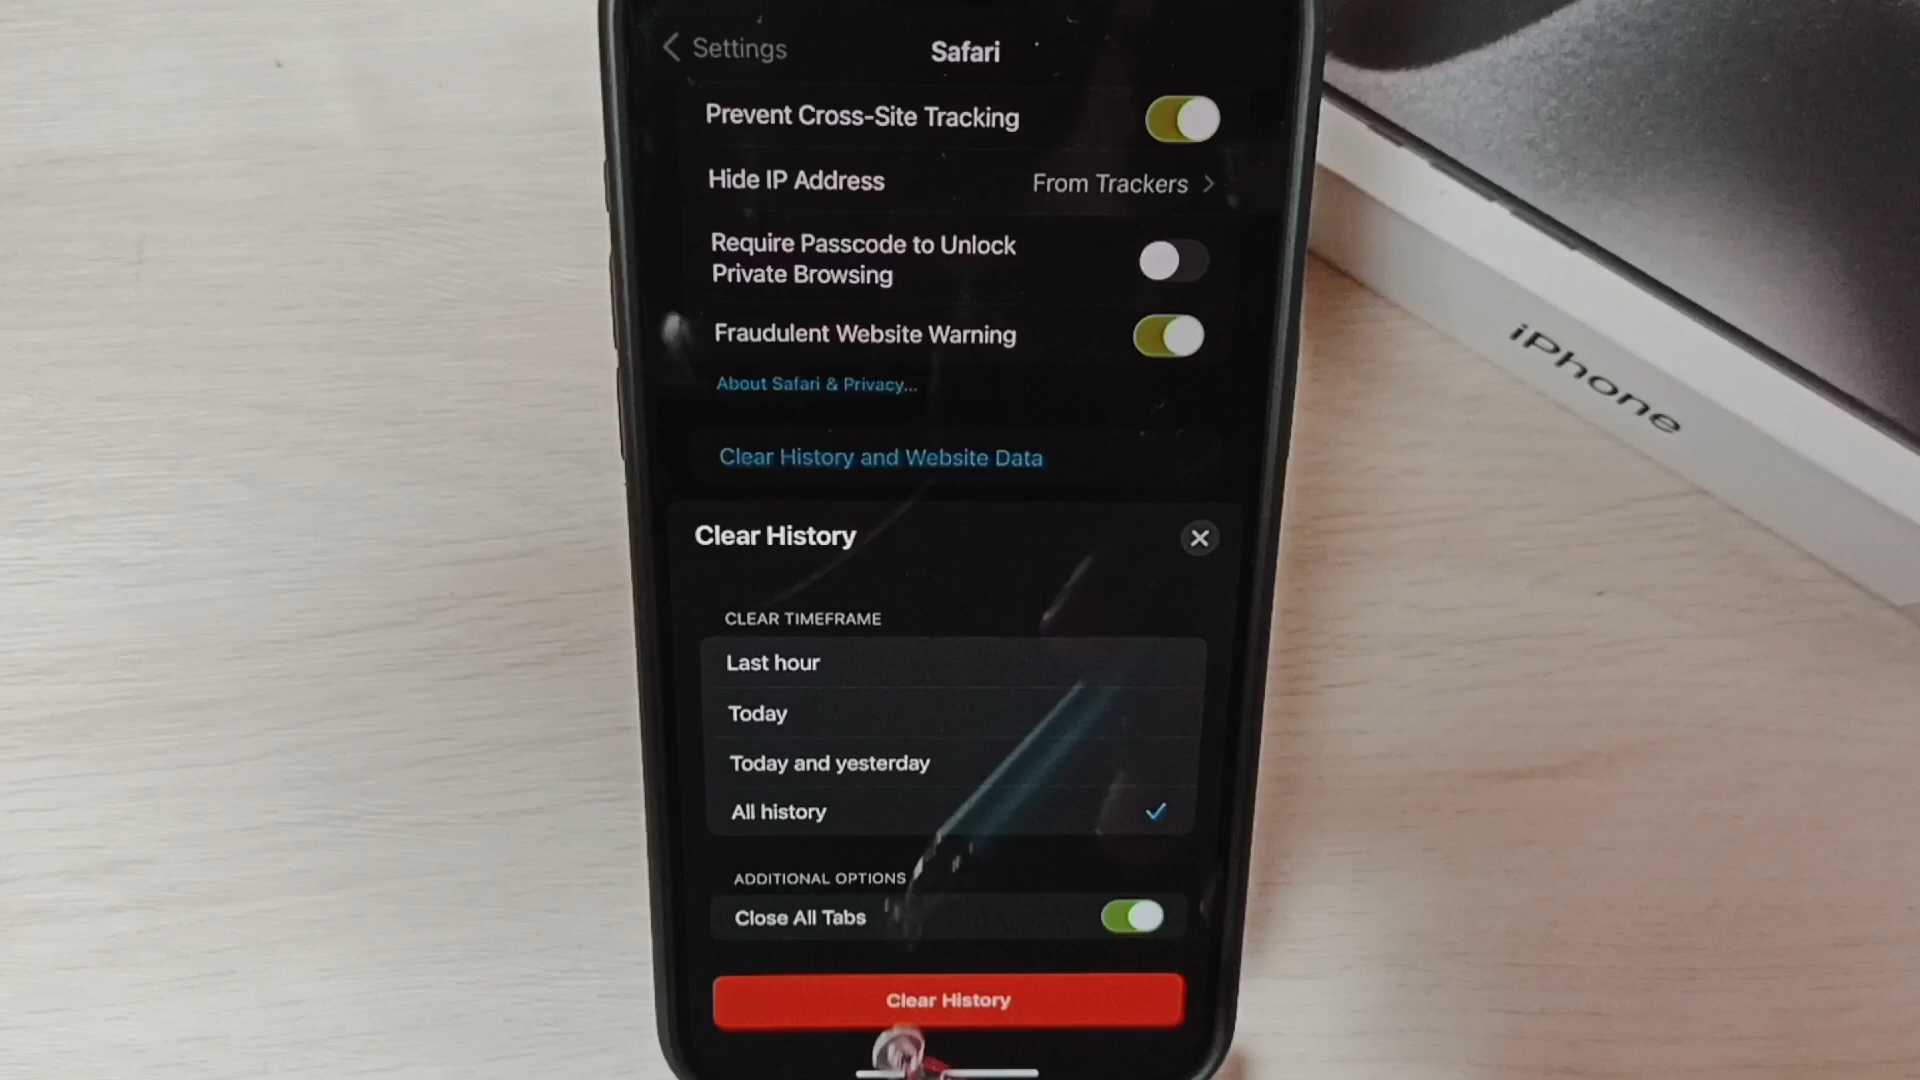 Settings
Safari
Prevent Cross-Site Tracking
Hide IP Address From Trackers
Require Passcode to Unlock
Private Browsing
Fraudulent Website Warning
About Safari & Privacy...
Clear History and Website Data
Clear History
CLEAR TIMEFRAME
Last hour
Today
Today and yesterday
All history
ADDITIONAL OPTIONS
Close All Tabs
Clear History
iPhone